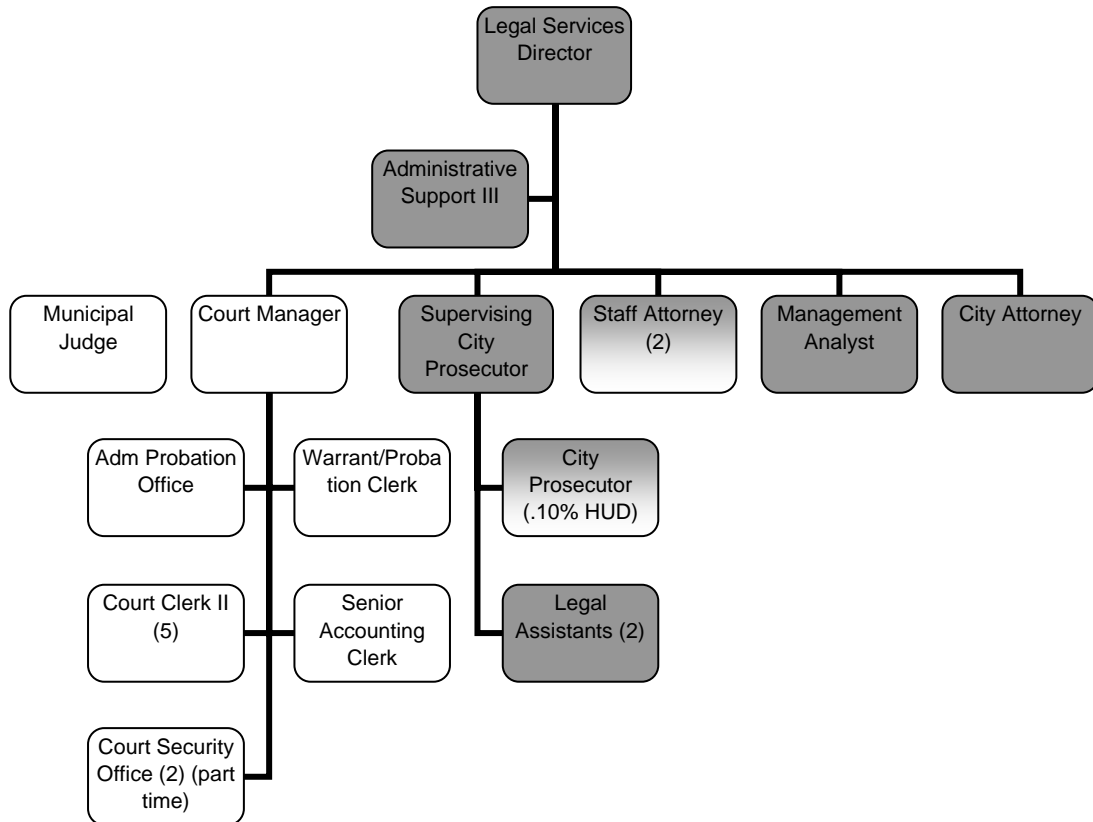 Legal Services
Director
Administrative
Support III
Municipal
Judge
Court Manager
Supervising
City
Prosecutor
Staff Attorney
(2)
Management
Analyst
City Attorney
Adm Probation
Office
Warrant/Proba
tion Clerk
City
Prosecutor
(.10% HUD)
Court Clerk II
(5)
Senior
Accounting
Clerk
Legal
Assistants (2)
Court Security
Office (2) (part
time)